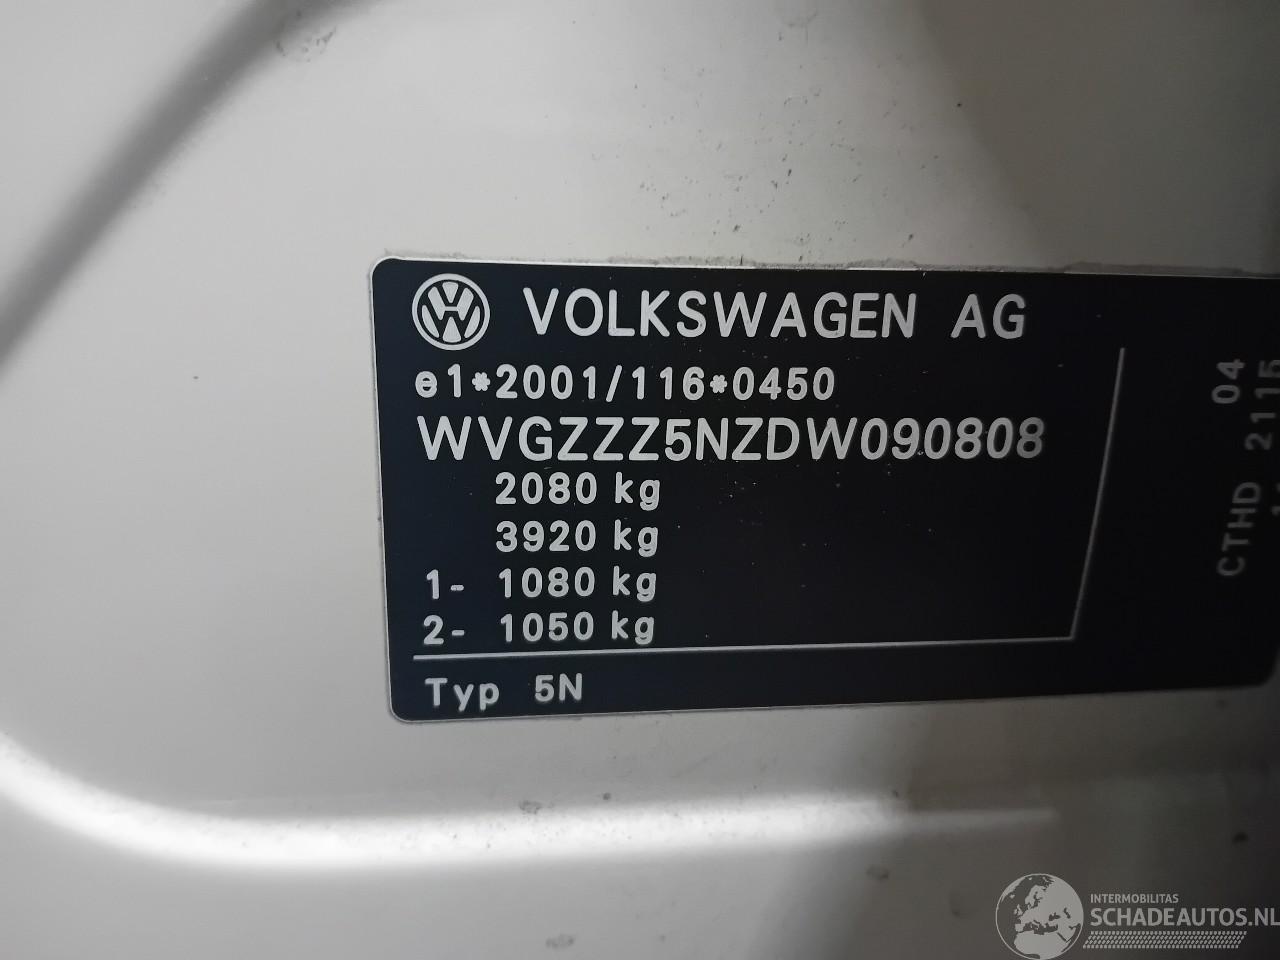 VOLKSWAGEN AG
e1*2001/116*0450
WVGZZZ5NZDW090808
2080 kg
3920 kg
1- 1080 kg
2- 1050 kg
Typ 5N
04
CTHD 2115
INTERMOBILITAS
SCHADEAUTOS.NL